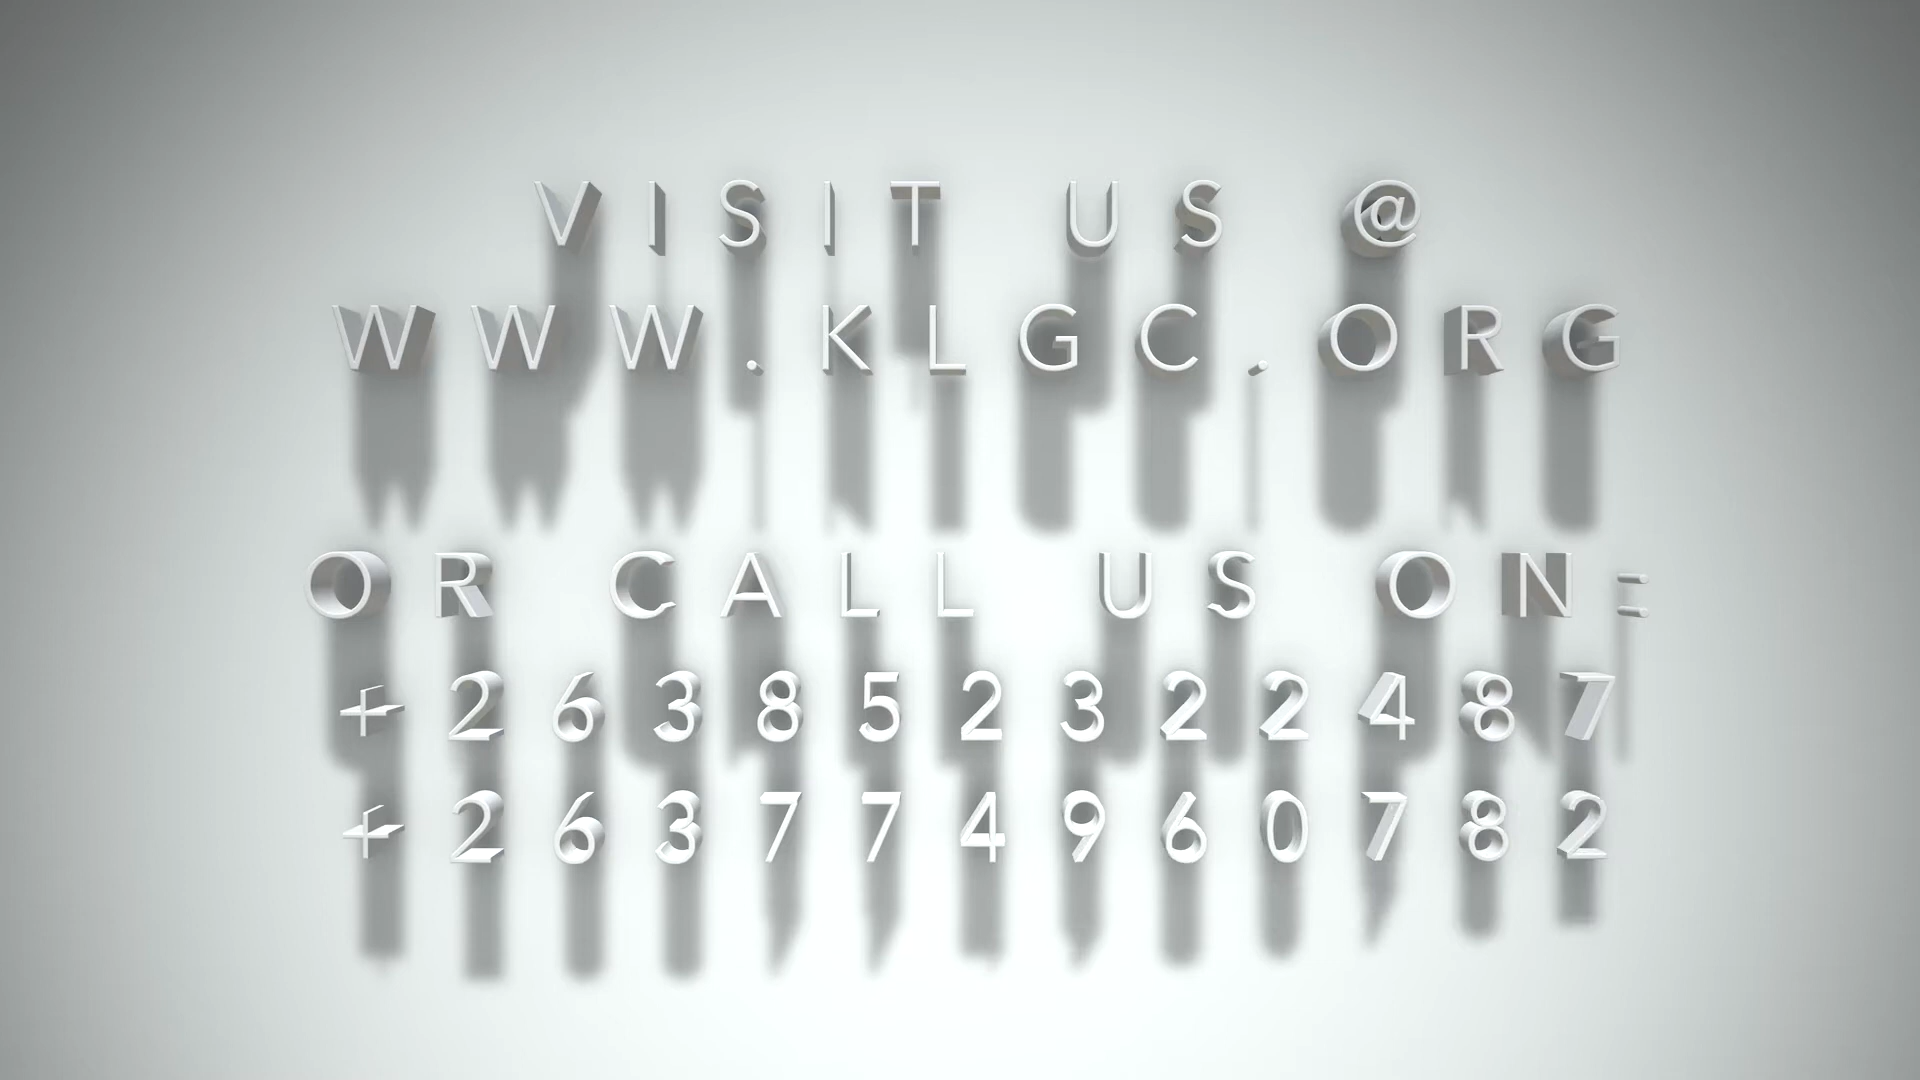 VISIT US @
WWW.KLGC.ORG
OR CALL US ON:
+263852322487
+263774960782